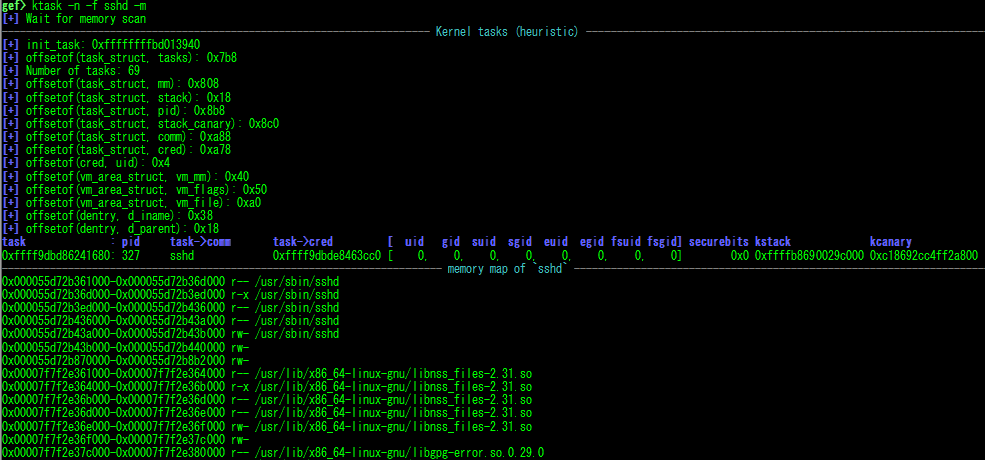 gef> ktask -n -f sshd -m
[+] Wait for memory scan
Kernel tasks (heuristic)
[+] init_task: 0xffffffffbd013940
[+] offsetof(task_struct, tasks): 0x7b8
[+] Number of tasks: 69
[+] offsetof(task_struct, mm): 0x808
[+] offsetof(task_struct, stack): 0x18
[+] offsetof(task_struct, pid): 0x8b8
[+] offsetof(task_struct, stack_canary): 0x8c0
[+] offsetof(task_struct, comm): 0xa88
[+] offsetof(task_struct, cred): 0xa78
[+] offsetof(cred, uid): 0x4
[+] offsetof(vm_area_struct, vm_mm): 0x40
[+] offsetof(vm_area_struct, vm_flags): 0x50
[+] offsetof(vm_area_struct, vm_file): 0xa0
[+] offsetof(dentry, d_iname): 0x38
[+] offsetof(dentry, d_parent): 0x18
task : pid task->comm task->cred [ uid gid suid sgid euid egid fsuid fsgid] securebits kstack kcanary
0xffff9dbd86241680: 327 sshd 0xffff9dbde8463cc0 [ 0, 0, 0, 0, 0, 0, 0, 0] 0x0 0xffffb8690029c000 0xc18692cc4ff2a800
memory map of `sshd`
0x000055d72b361000-0x000055d72b36d000 r-- /usr/sbin/sshd
0x000055d72b36d000-0x000055d72b3ed000 r-x /usr/sbin/sshd
0x000055d72b3ed000-0x000055d72b436000 r-- /usr/sbin/sshd
0x000055d72b436000-0x000055d72b43a000 r-- /usr/sbin/sshd
0x000055d72b43a000-0x000055d72b43b000 rw- /usr/sbin/sshd
0x000055d72b43b000-0x000055d72b440000 rw-
0x000055d72b870000-0x000055d72b8b2000 rw-
0x00007f7f2e361000-0x00007f7f2e364000 r-- /usr/lib/x86_64-linux-gnu/libnss_files-2.31.so
0x00007f7f2e364000-0x00007f7f2e36b000 r-x /usr/lib/x86_64-linux-gnu/libnss_files-2.31.so
0x00007f7f2e36b000-0x00007f7f2e36d000 r-- /usr/lib/x86_64-linux-gnu/libnss_files-2.31.so
0x00007f7f2e36d000-0x00007f7f2e36e000 r-- /usr/lib/x86_64-linux-gnu/libnss_files-2.31.so
0x00007f7f2e36e000-0x00007f7f2e36f000 rw- /usr/lib/x86_64-linux-gnu/libnss_files-2.31.so
0x00007f7f2e36f000-0x00007f7f2e37c000 rw-
0x00007f7f2e37c000-0x00007f7f2e380000 r-- /usr/lib/x86_64-linux-gnu/libgpg-error.so.0.29.0